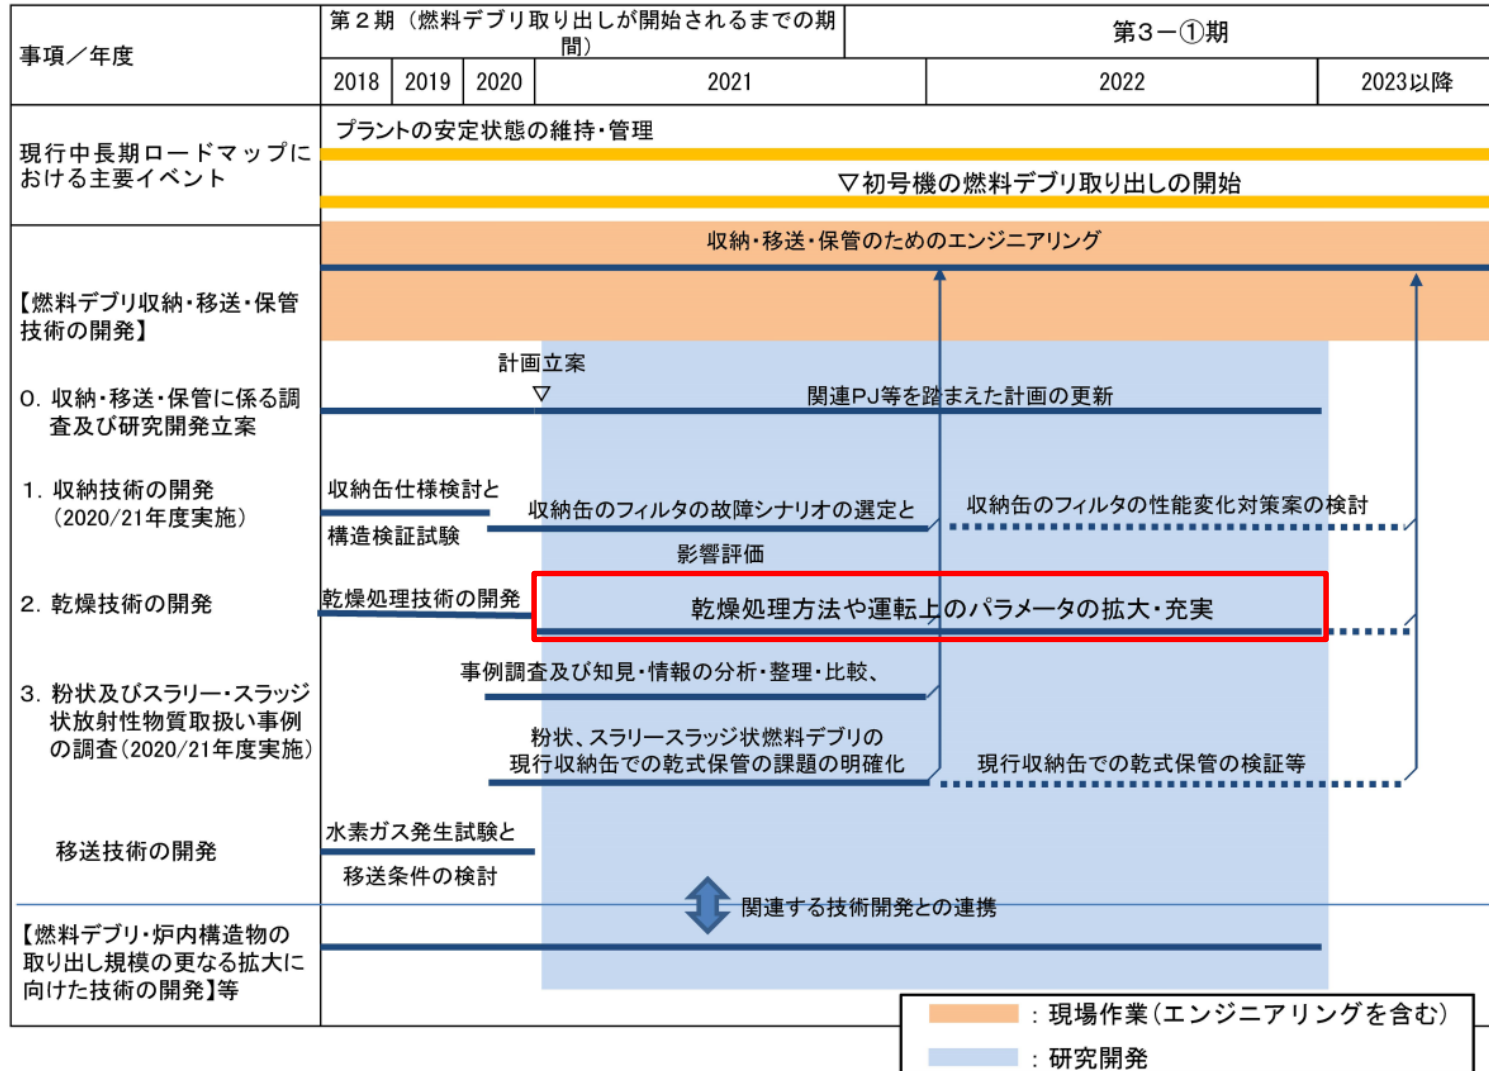 事項／年度
第２期（燃料デブリ取り出しが開始されるまでの期
間）
第３－①期
2018
2019
2020
2021
2022
2023以降
現行中長期ロードマップに
おける主要イベント
プラントの安定状態の維持・管理
▽初号機の燃料デブリ取り出しの開始
収納・移送・保管のためのエンジニアリング
【燃料デブリ収納・移送・保管
技術の開発】
計画立案
▽
０．収納・移送・保管に係る調
査及び研究開発立案
関連ＰＪ等を踏まえた計画の更新
１．収納技術の開発
（2020/21年度実施）
収納缶仕様検討と
構造検証試験
収納缶のフィルタの故障シナリオの選定と
影響評価
収納缶のフィルタの性能変化対策案の検討
２．乾燥技術の開発
乾燥処理技術の開発
乾燥処理方法や運転上のパラメータの拡大・充実
３．粉状及びスラリー・スラッジ
状放射性物質取扱い事例
の調査（2020/21年度実施）
事例調査及び知見・情報の分析・整理・比較、
粉状、スラリースラッジ状燃料デブリの
現行収納缶での乾式保管の課題の明確化
現行収納缶での乾式保管の検証等
移送技術の開発
水素ガス発生試験と
移送条件の検討
関連する技術開発との連携
【燃料デブリ・炉内構造物の
取り出し規模の更なる拡大に
向けた技術の開発】等
：現場作業（エンジニアリングを含む）
：研究開発